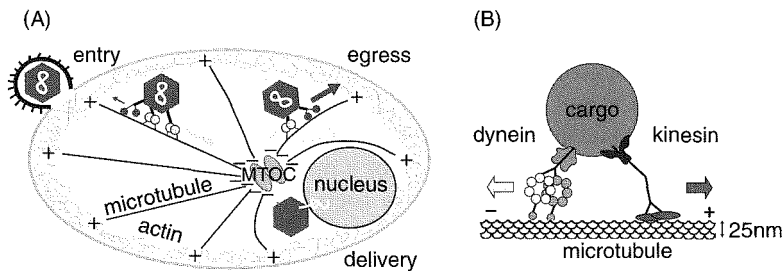 (A)
entry
egress
MTOC
microtubule
nucleus
actin
delivery
+
+
+
+
+
+
+
+
(B)
cargo
dynein
kinesin
−
+
25nm
microtubule